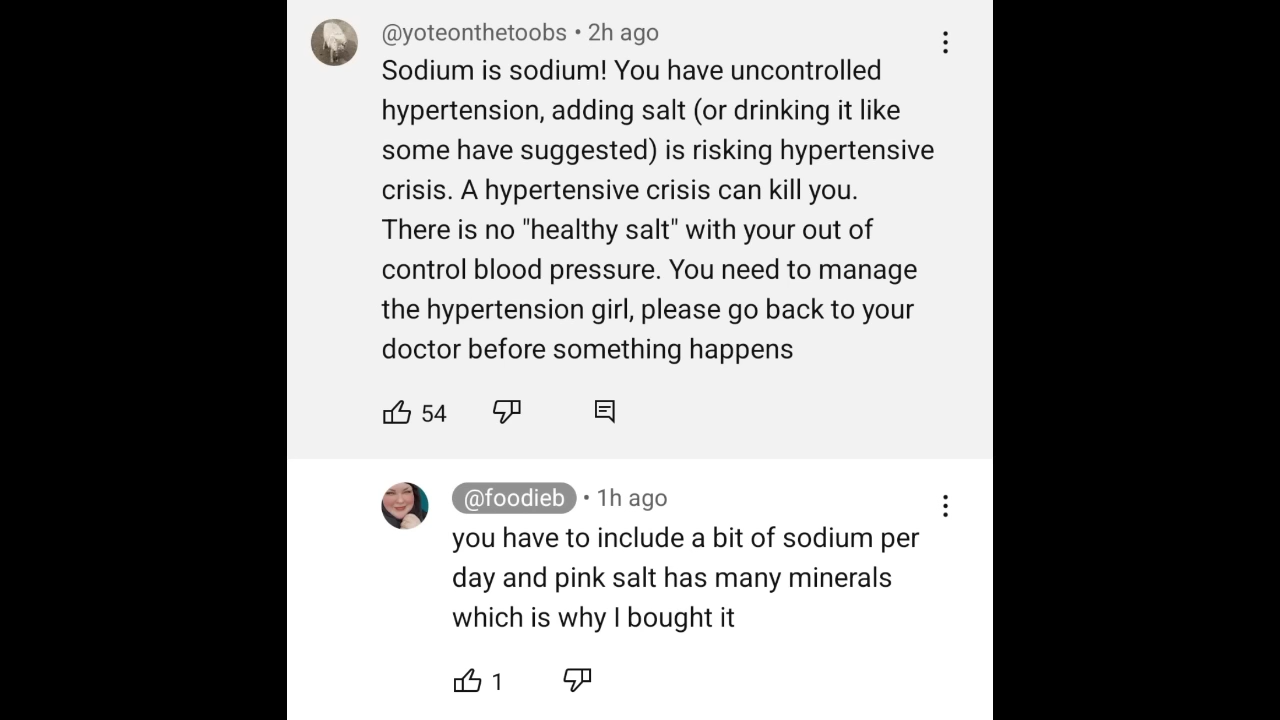 @yoteonthetoobs • 2h ago
Sodium is sodium! You have uncontrolled
hypertension, adding salt (or drinking it like
some have suggested) is risking hypertensive
crisis. A hypertensive crisis can kill you.
There is no "healthy salt" with your out of
control blood pressure. You need to manage
the hypertension girl, please go back to your
doctor before something happens
54
@foodieb • 1h ago
you have to include a bit of sodium per
day and pink salt has many minerals
which is why I bought it
1